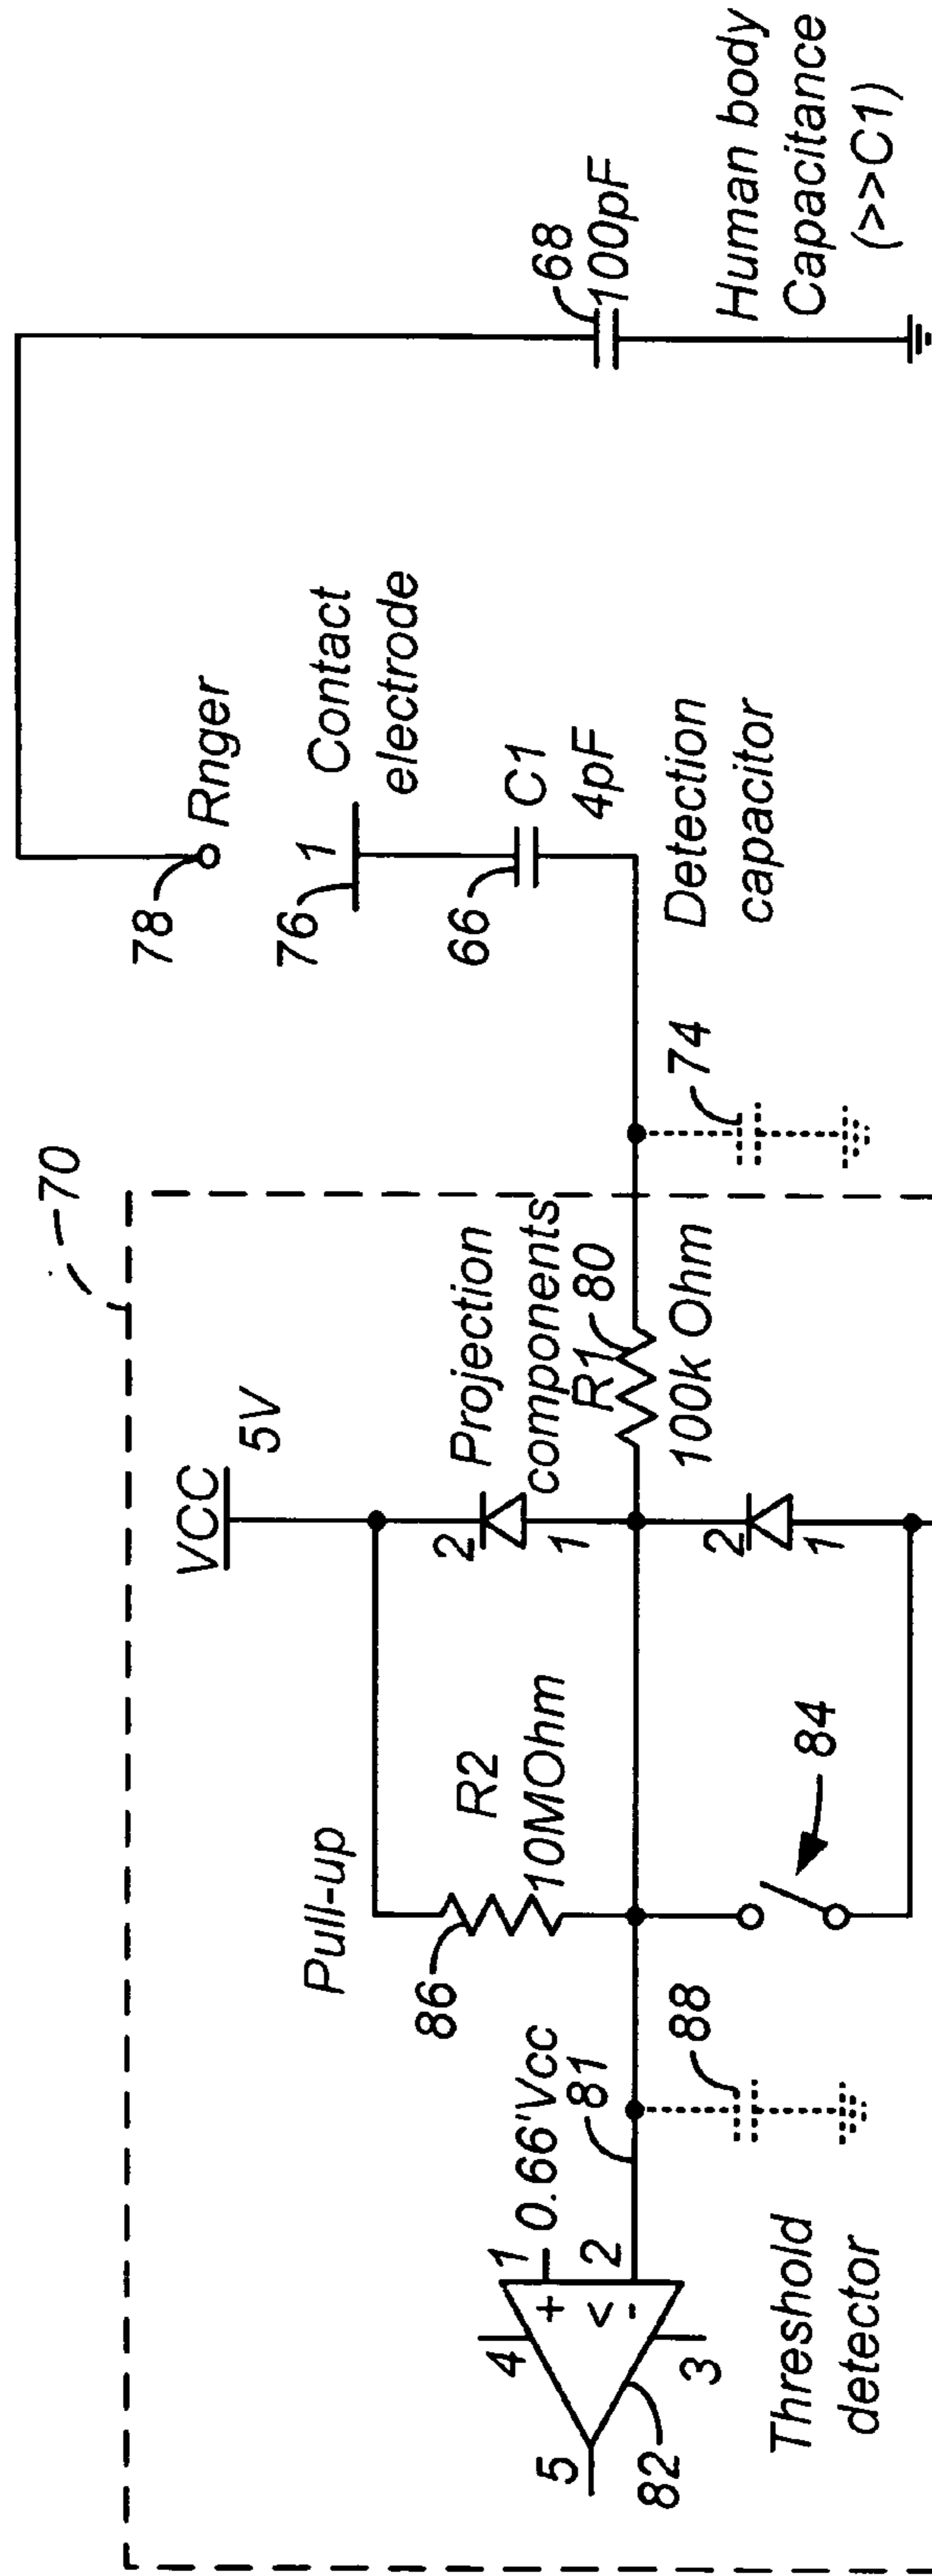 70
VCC
5V
Pull-up
R2
10MOhm
86
Projection
components
2
1
R1
80
100k Ohm
2
1
84
0.66'Vcc
81
88
4
1
+
<
-
2
3
5
82
Threshold
detector
74
78
Rnger
76
1
Contact
electrode
66
C1
4pF
Detection
capacitor
68
100pF
Human body
Capacitance
(>>C1)